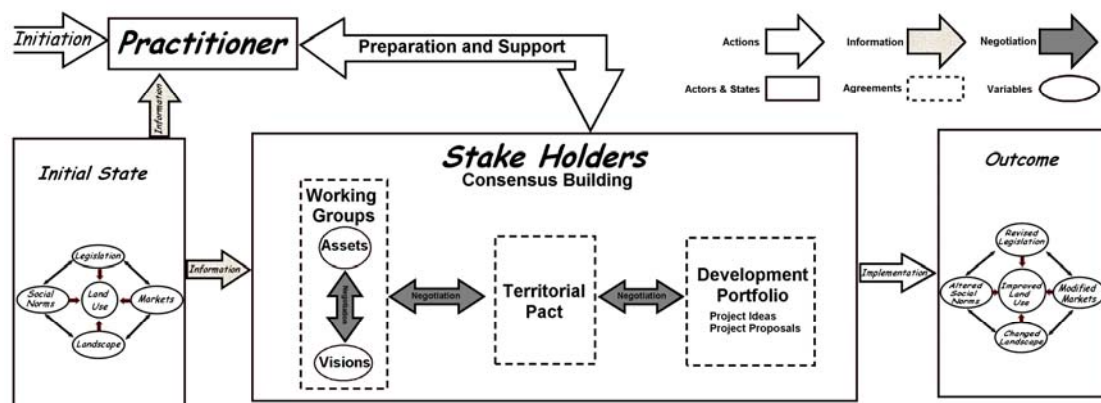 Initiation
Practitioner
Preparation and Support
Actions
Information
Negotiation
Actors & States
Agreements
Variables
Information
Initial State
Legislation
Social
Norms
Land
Use
Markets
Landscape
Information
Stake Holders
Consensus Building
Working
Groups
Assets
Negotiation
Visions
Negotiation
Territorial
Pact
Negotiation
Development
Portfolio
Project Ideas
Project Proposals
Implementation
Outcome
Revised
Legislation
Altered
Social
Norms
Improved
Land
Use
Modified
Markets
Changed
Landscape